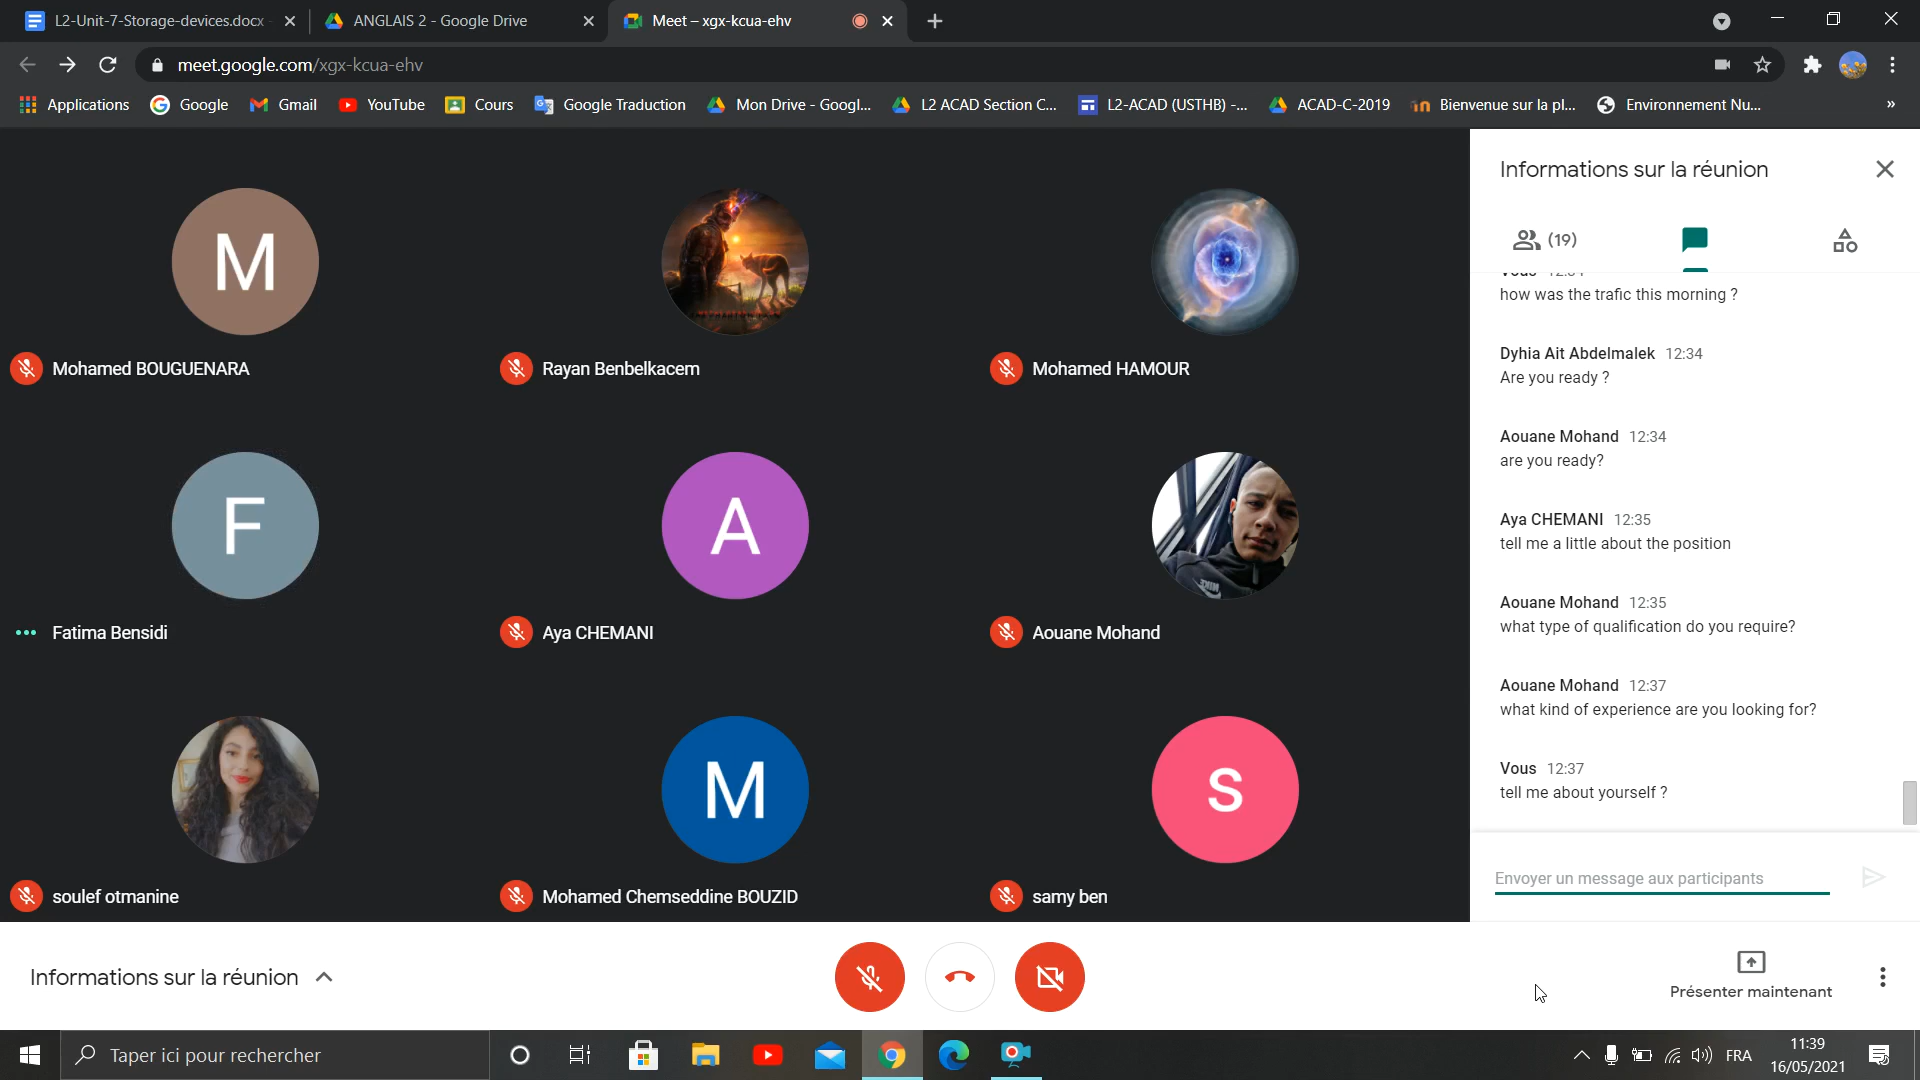 L2-Unit-7-Storage-devices.docx
ANGLAIS 2 - Google Drive
Meet – xgx-kcua-ehv
meet.google.com/xgx-kcua-ehv
Applications
Google
Gmail
YouTube
Cours
Google Traduction
Mon Drive - Googl...
L2 ACAD Section C...
L2-ACAD (USTHB) -...
ACAD-C-2019
Bienvenue sur la pl...
Environnement Nu...
»
M
Mohamed BOUGUENARA
Rayan Benbelkacem
Mohamed HAMOUR
F
Fatima Bensidi
A
Aya CHEMANI
Aouane Mohand
soulef otmanine
M
Mohamed Chemseddine BOUZID
s
samy ben
Informations sur la réunion
(19)
how was the trafic this morning ?
Dyhia Ait Abdelmalek 12:34
Are you ready ?
Aouane Mohand 12:34
are you ready?
Aya CHEMANI 12:35
tell me a little about the position
Aouane Mohand 12:35
what type of qualification do you require?
Aouane Mohand 12:37
what kind of experience are you looking for?
Vous 12:37
tell me about yourself ?
Envoyer un message aux participants
Informations sur la réunion
Présenter maintenant
Taper ici pour rechercher
FRA
11:39
16/05/2021